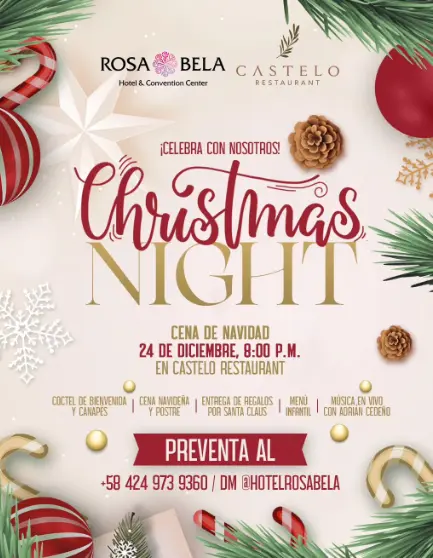 ROSA BELA
Hotel & Convention Center
CASTELO
RESTAURANT
¡CELEBRA CON NOSOTROS!
Christmas
NIGHT
CENA DE NAVIDAD
24 DE DICIEMBRE, 8:00 P.M.
EN CASTELO RESTAURANT
COCTEL DE BIENVENIDA
Y CANAPÉS
CENA NAVIDEÑA
Y POSTRE
ENTREGA DE REGALOS
POR SANTA CLAUS
MENÚ
INFANTIL
MÚSICA EN VIVO
CON ADRIÁN CEDEÑO
PREVENTA AL
+58 424 973 9360 / DM @HOTELROSABELA